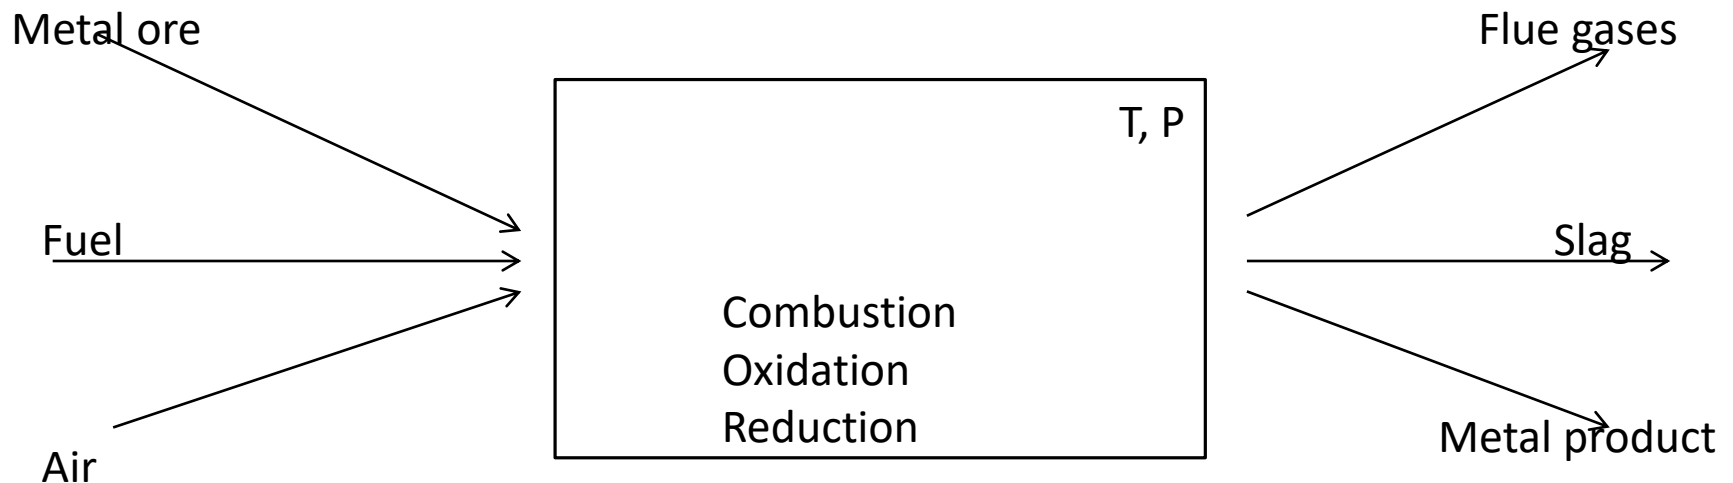 Metal ore
Flue gases
T, P
Fuel
Slag
Combustion
Oxidation
Reduction
Air
Metal product